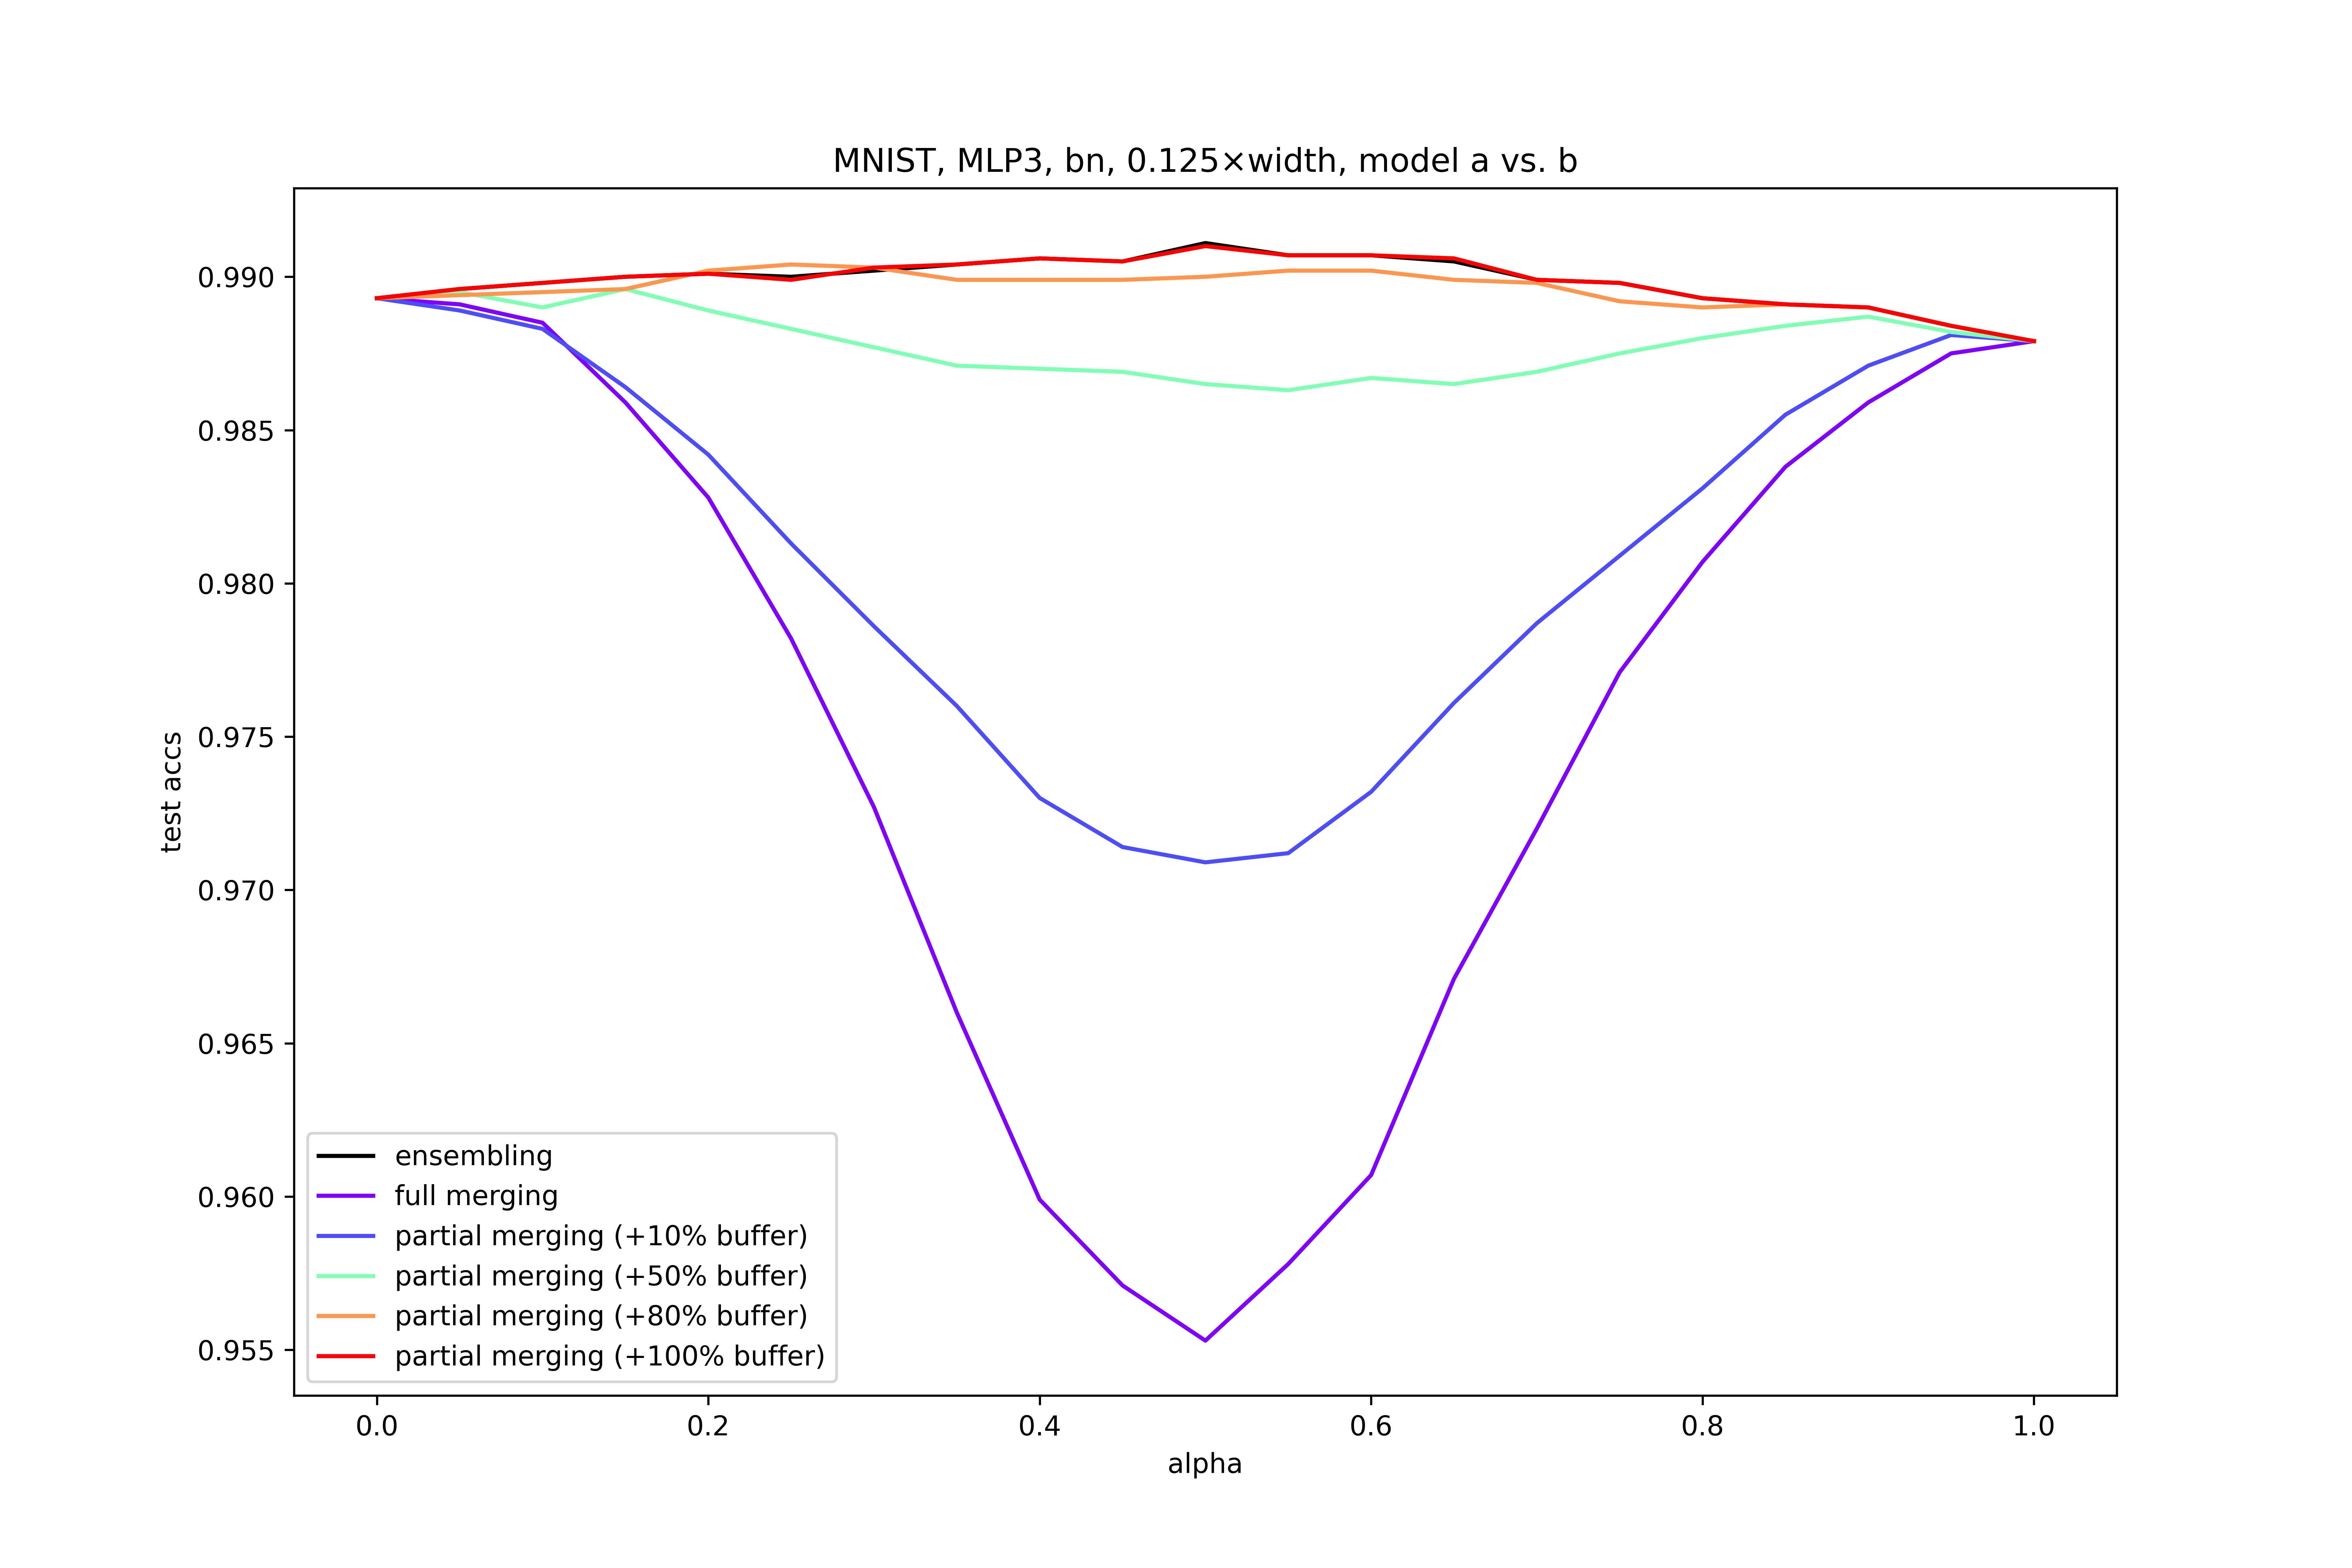 MNIST, MLP3, bn, 0.125×width, model a vs. b
test accs
0.990
0.985
0.980
0.975
0.970
0.965
0.960
0.955
ensembling
full merging
partial merging (+10% buffer)
partial merging (+50% buffer)
partial merging (+80% buffer)
partial merging (+100% buffer)
0.0 0.2 0.4 0.6 0.8 1.0
alpha